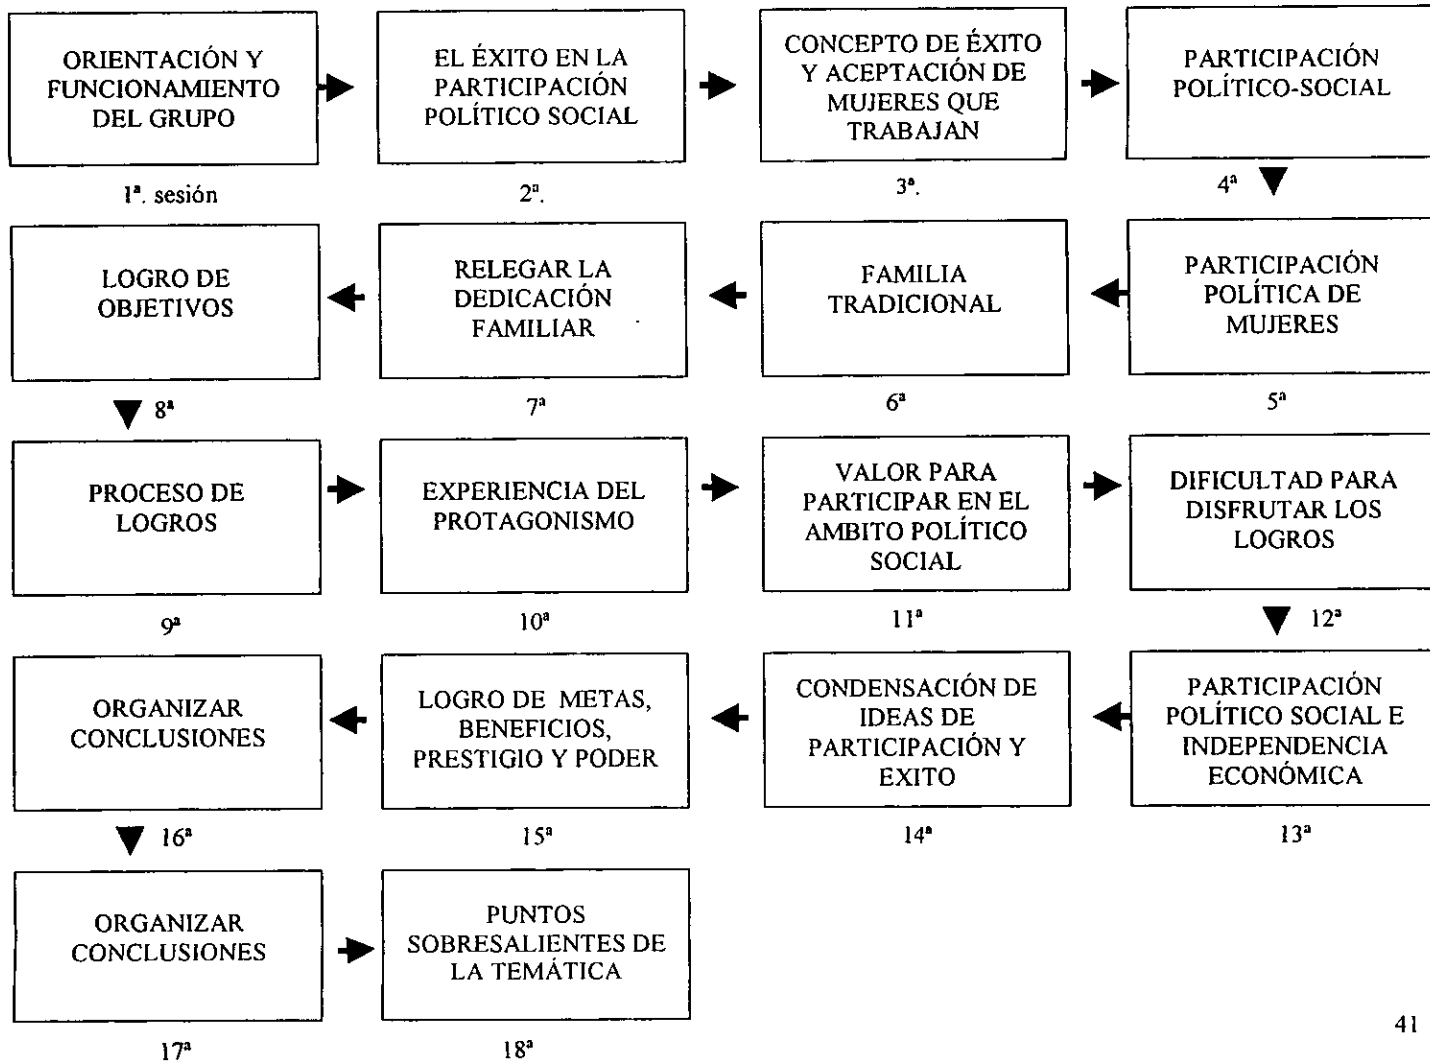 ORIENTACIÓN Y
FUNCIONAMIENTO
DEL GRUPO
1ª. sesión
EL ÉXITO EN LA
PARTICIPACIÓN
POLÍTICO SOCIAL
2ª.
CONCEPTO DE ÉXITO
Y ACEPTACIÓN DE
MUJERES QUE
TRABAJAN
3ª.
PARTICIPACIÓN
POLÍTICO-SOCIAL
4ª
PARTICIPACIÓN
POLÍTICA DE
MUJERES
5ª
FAMILIA
TRADICIONAL
6ª
RELEGAR LA
DEDICACIÓN
FAMILIAR
7ª
LOGRO DE
OBJETIVOS
8ª
PROCESO DE
LOGROS
9ª
EXPERIENCIA DEL
PROTAGONISMO
10ª
VALOR PARA
PARTICIPAR EN EL
AMBITO POLÍTICO
SOCIAL
11ª
DIFICULTAD PARA
DISFRUTAR LOS
LOGROS
12ª
PARTICIPACIÓN
POLÍTICO SOCIAL E
INDEPENDENCIA
ECONÓMICA
13ª
CONDENSACIÓN DE
IDEAS DE
PARTICIPACIÓN Y
EXITO
14ª
LOGRO DE METAS,
BENEFICIOS,
PRESTIGIO Y PODER
15ª
ORGANIZAR
CONCLUSIONES
16ª
ORGANIZAR
CONCLUSIONES
17ª
PUNTOS
SOBRESALIENTES DE
LA TEMÁTICA
18ª
41